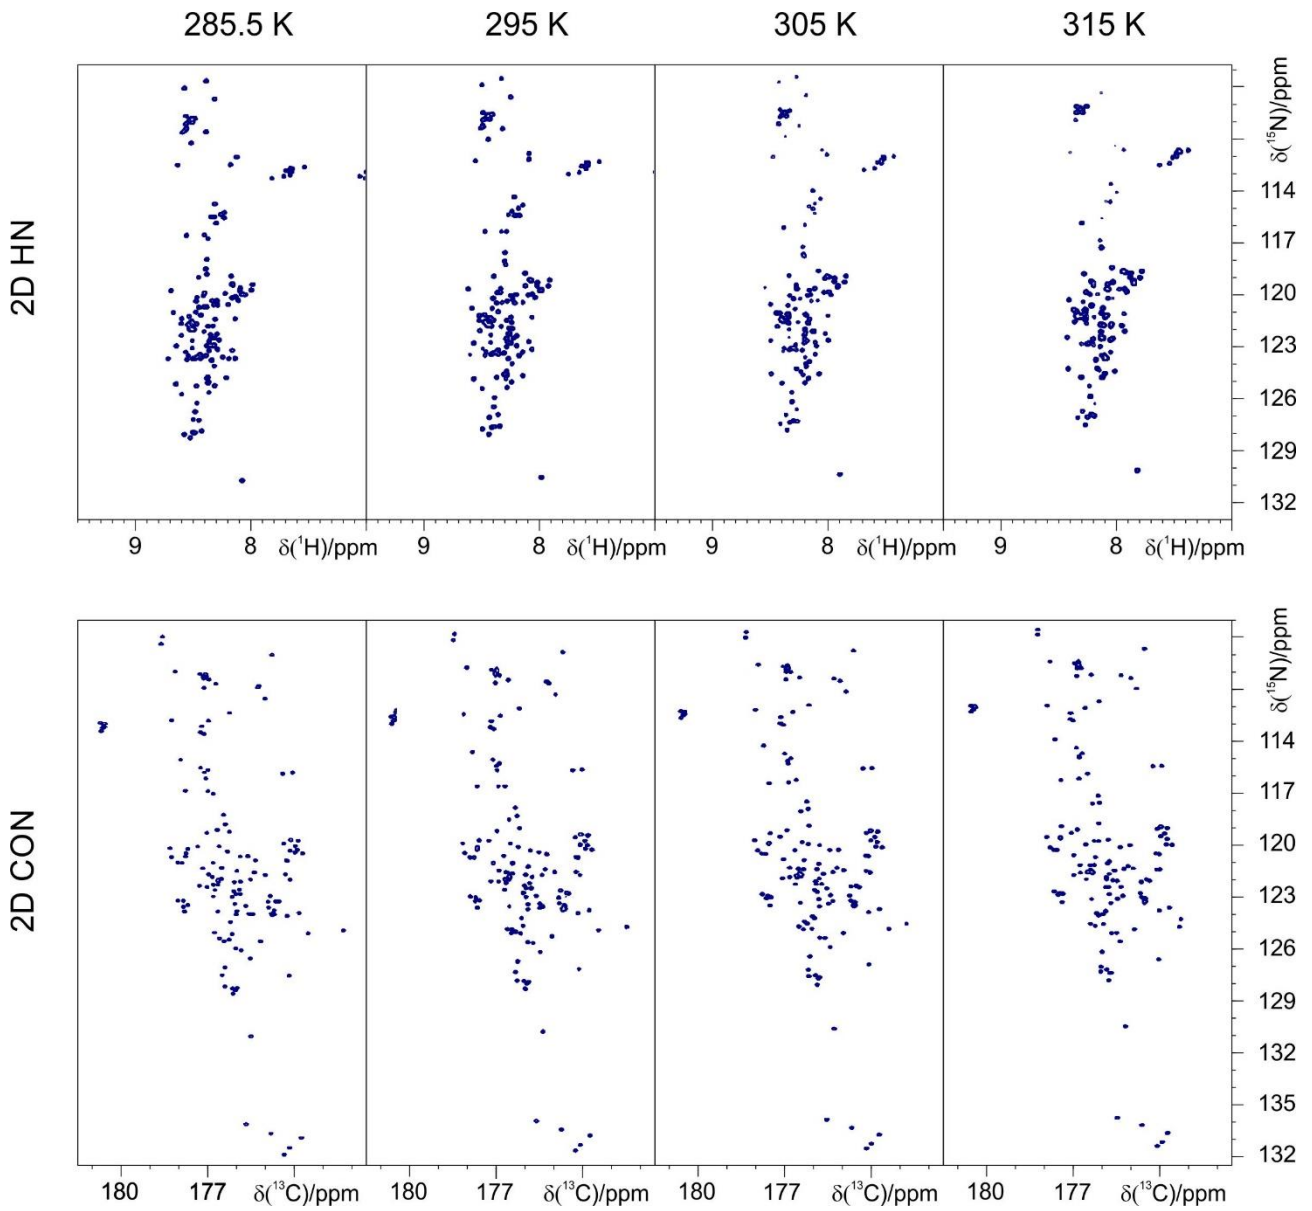 285.5 K 295 K 305 K 315 K
2D HN
δ(¹⁵N)/ppm
114
117
120
123
126
129
132
9 8 δ(¹H)/ppm 9 8 δ(¹H)/ppm 9 8 δ(¹H)/ppm 9 8 δ(¹H)/ppm
2D CON
δ(¹⁵N)/ppm
114
117
120
123
126
129
132
135
132
180 177 δ(¹³C)/ppm 180 177 δ(¹³C)/ppm 180 177 δ(¹³C)/ppm 180 177 δ(¹³C)/ppm